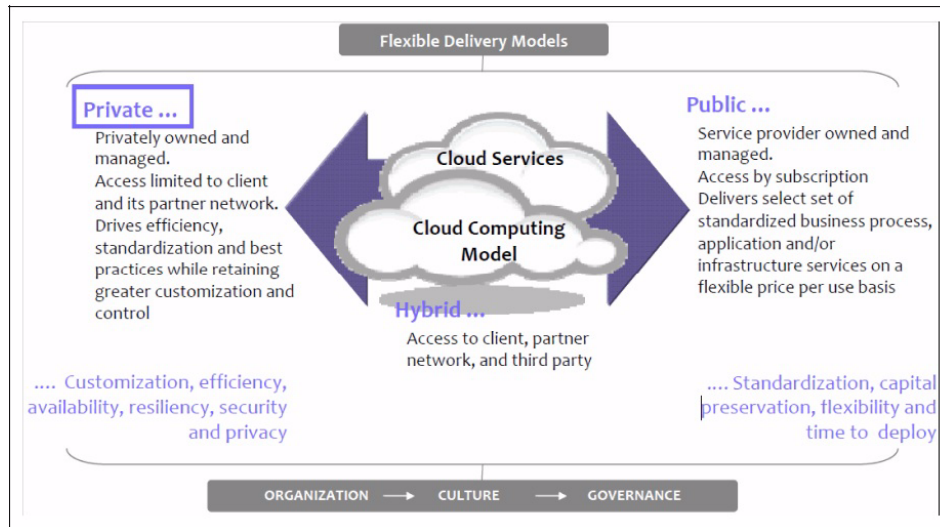 Flexible Delivery Models
Private ...
Privately owned and
managed.
Access limited to client
and its partner network.
Drives efficiency,
standardization and best
practices while retaining
greater customization and
control
.... Customization, efficiency,
availability, resiliency, security
and privacy
Cloud Services
Cloud Computing
Model
Hybrid ...
Access to client, partner
network, and third party
Public ...
Service provider owned and
managed.
Access by subscription
Delivers select set of
standardized business process,
application and/or
infrastructure services on a
flexible price per use basis
.... Standardization, capital
preservation, flexibility and
time to deploy
ORGANIZATION → CULTURE → GOVERNANCE